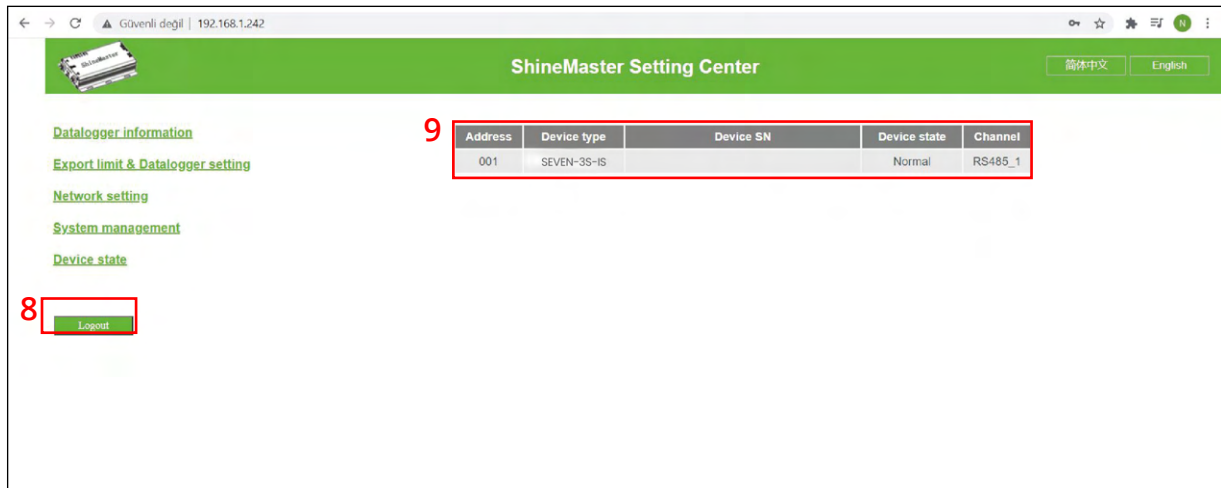 Güvenli değil | 192.168.1.242
N
ShineMaster
ShineMaster Setting Center
简体中文 English
Datalogger information
Export limit & Datalogger setting
Network setting
System management
Device state
8
Logout
9
Address Device type Device SN Device state Channel
001 SEVEN-3S-IS Normal RS485_1